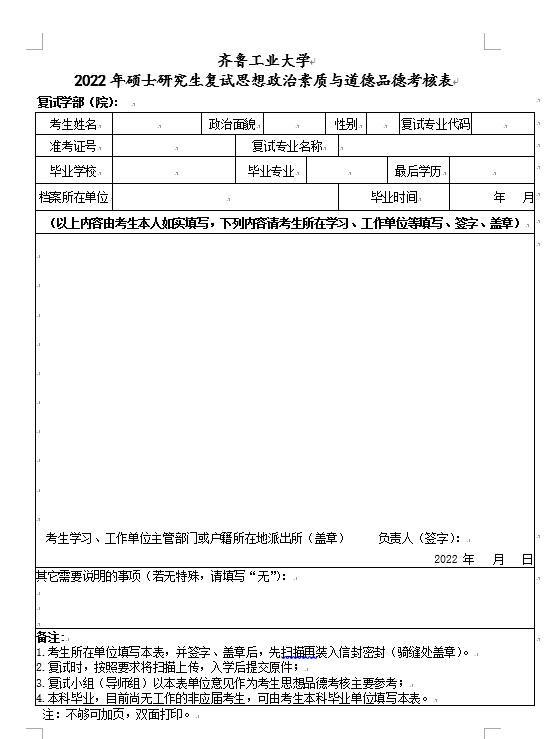 齐鲁工业大学
2022 年硕士研究生复试思想政治素质与道德品德考核表
复试学部（院）：
考生姓名 政治面貌 性别 复试专业代码
准考证号 复试专业名称
毕业学校 毕业专业 最后学历
档案所在单位 毕业时间 年 月
（以上内容由考生本人如实填写，下列内容请考生所在学习、工作单位等填写、签字、盖章）
考生学习、工作单位主管部门或户籍所在地派出所（盖章） 负责人（签字）：
2022 年 月 日
其它需要说明的事项（若无特殊，请填写“无”）：
备注：
1.考生所在单位填写本表，并签字、盖章后，先扫描再装入信封密封（骑缝处盖章）。
2.复试时，按照要求将扫描上传，入学后提交原件；
3.复试小组（导师组）以本表单位意见作为考生思想品德考核主要参考；
4.本科毕业，目前尚无工作的非应届考生，可由考生本科毕业单位填写本表。
注：不够可加页，双面打印。